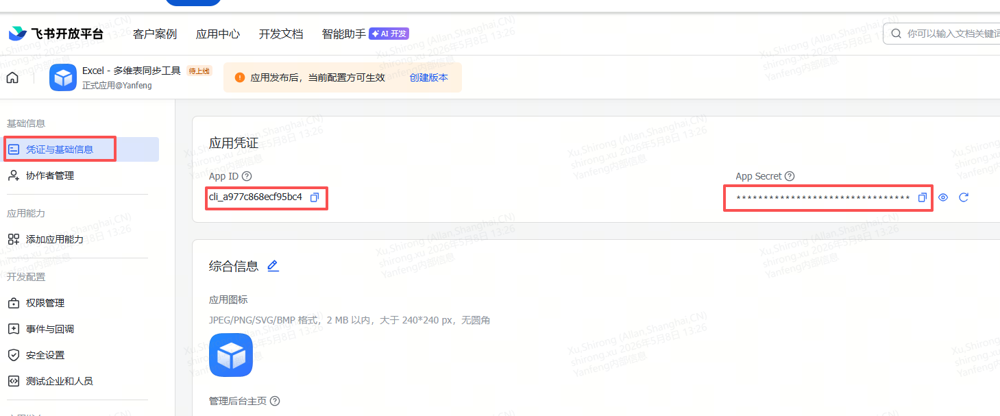 飞书开放平台
客户案例
应用中心
开发文档
智能助手
AI 开发
你可以输入文档关键词
Excel - 多维表同步工具
待上线
正式应用@Yanfeng
应用发布后，当前配置方可生效
创建版本
基础信息
凭证与基础信息
协作者管理
应用能力
添加应用能力
开发配置
权限管理
事件与回调
安全设置
测试企业和人员
应用凭证
App ID
cli_a977c868ecf95bc4
App Secret
********************************
综合信息
应用图标
JPEG/PNG/SVG/BMP 格式，2 MB 以内，大于 240*240 px，无圆角
管理后台主页
Xu,Shirong (Allan,Shanghai,CN)
shirong.xu 2026年5月8日 13:26
Yanfeng内部信息